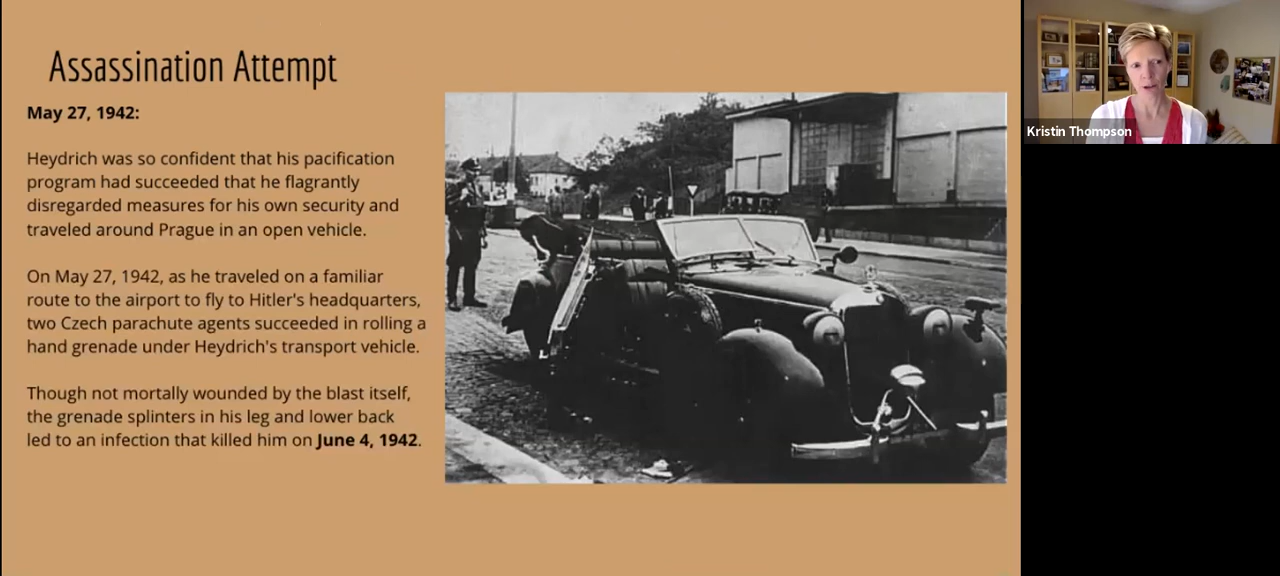 Assassination Attempt
May 27, 1942:
Heydrich was so confident that his pacification
program had succeeded that he flagrantly
disregarded measures for his own security and
traveled around Prague in an open vehicle.
On May 27, 1942, as he traveled on a familiar
route to the airport to fly to Hitler's headquarters,
two Czech parachute agents succeeded in rolling a
hand grenade under Heydrich's transport vehicle.
Though not mortally wounded by the blast itself,
the grenade splinters in his leg and lower back
led to an infection that killed him on June 4, 1942.
Kristin Thompson